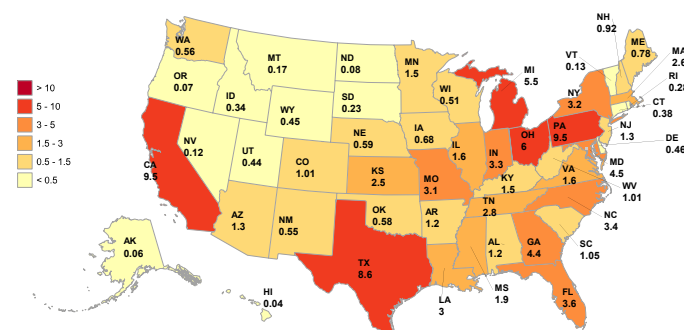 > 10
5 - 10
3 - 5
1.5 - 3
0.5 - 1.5
< 0.5
WA
0.56
OR
0.07
CA
9.5
NV
0.12
ID
0.34
MT
0.17
WY
0.45
UT
0.44
AZ
1.3
CO
1.01
NM
0.55
ND
0.08
SD
0.23
NE
0.59
KS
2.5
OK
0.58
TX
8.6
MN
1.5
IA
0.68
MO
3.1
AR
1.2
LA
3
WI
0.51
IL
1.6
MI
5.5
IN
3.3
OH
6
KY
1.5
TN
2.8
MS
1.9
AL
1.2
GA
4.4
FL
3.6
SC
1.05
NC
3.4
VA
1.6
WV
1.01
MD
4.5
DE
0.46
PA
9.5
NJ
1.3
NY
3.2
CT
0.38
RI
MA
VT
0.13
NH
0.92
ME
0.78
AK
0.06
HI
0.04